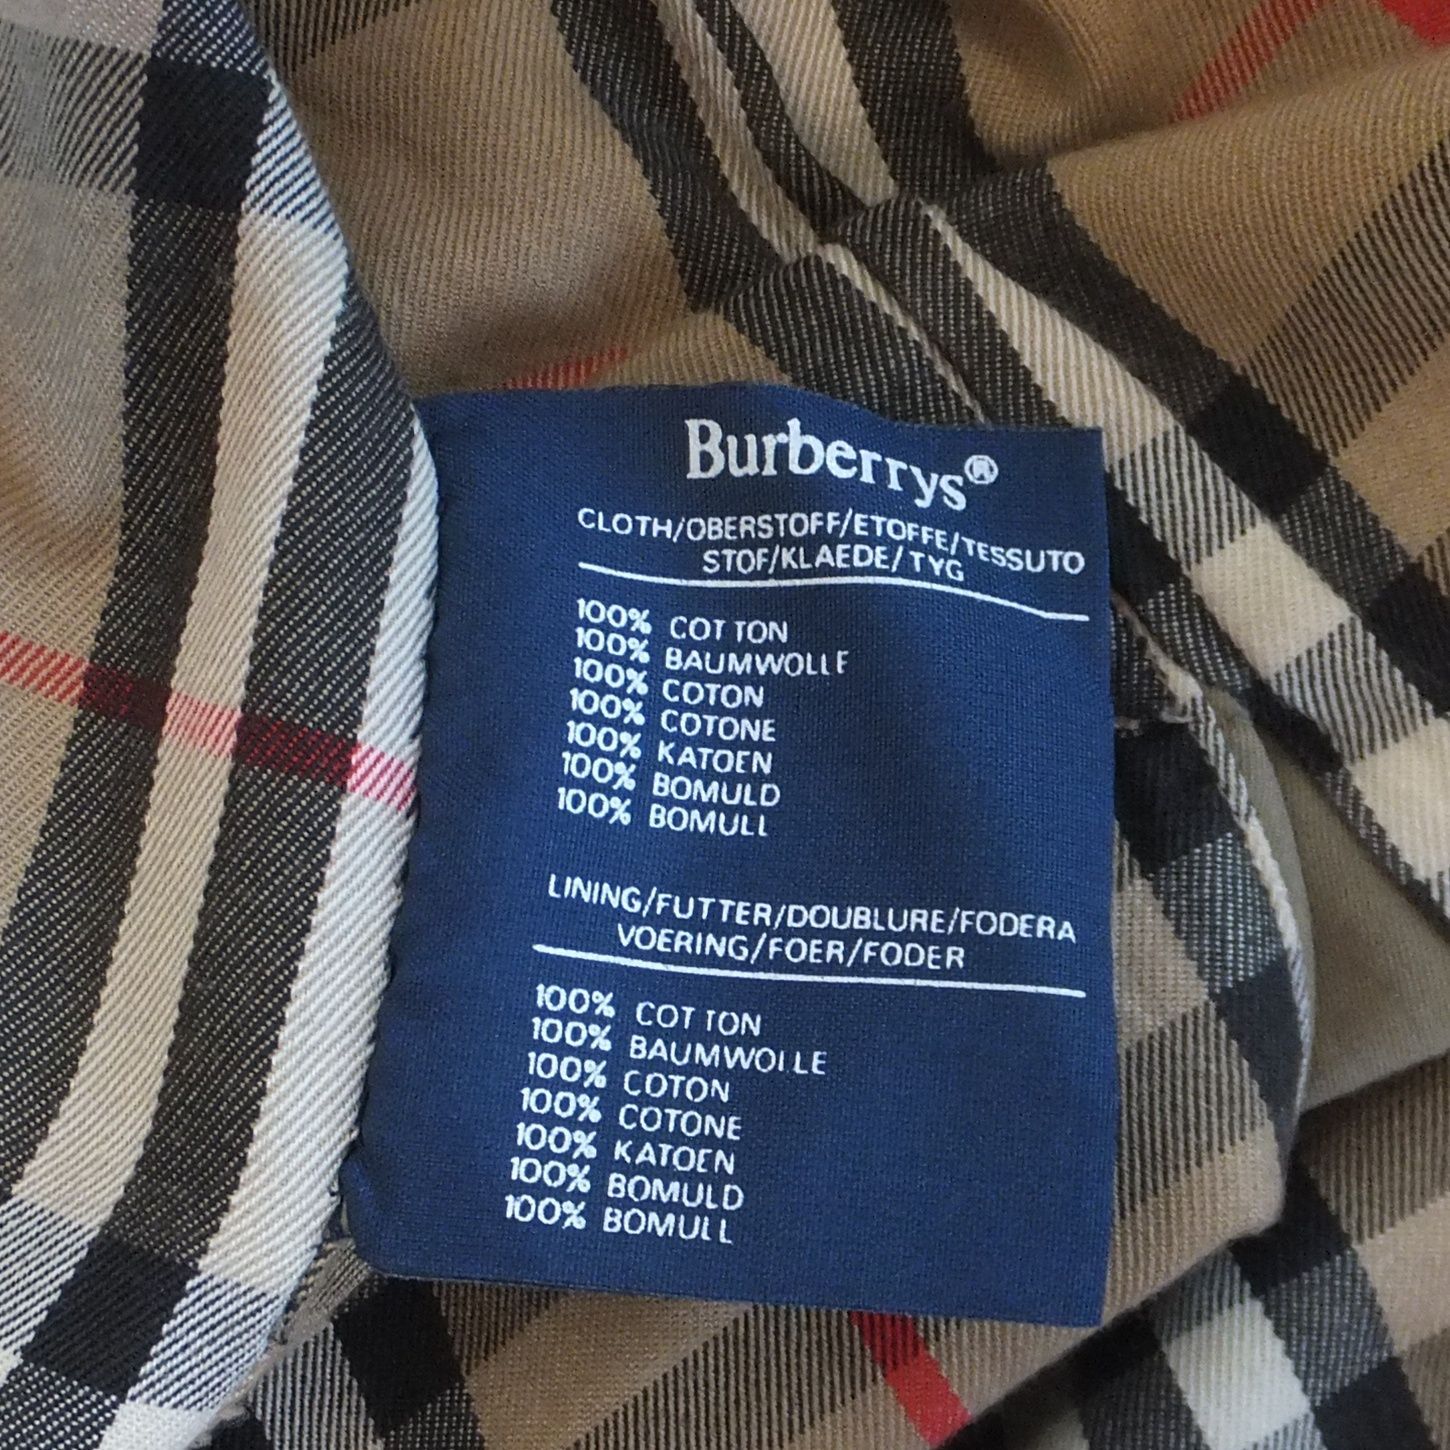 Burberrys®
CLOTH/OBERSTOFF/ETOFFE/TESSUTO
STOF/KLAEDE/TYG
100% COTTON
100% BAUMWOLLE
100% COTON
100% COTONE
100% KATOEN
100% BOMULD
100% BOMULL
LINING/FUTTER/DOUBLURE/FODERA
VOERING/FOER/FODER
100% COTTON
100% BAUMWOLLE
100% COTON
100% COTONE
100% KATOEN
100% BOMULD
100% BOMULL